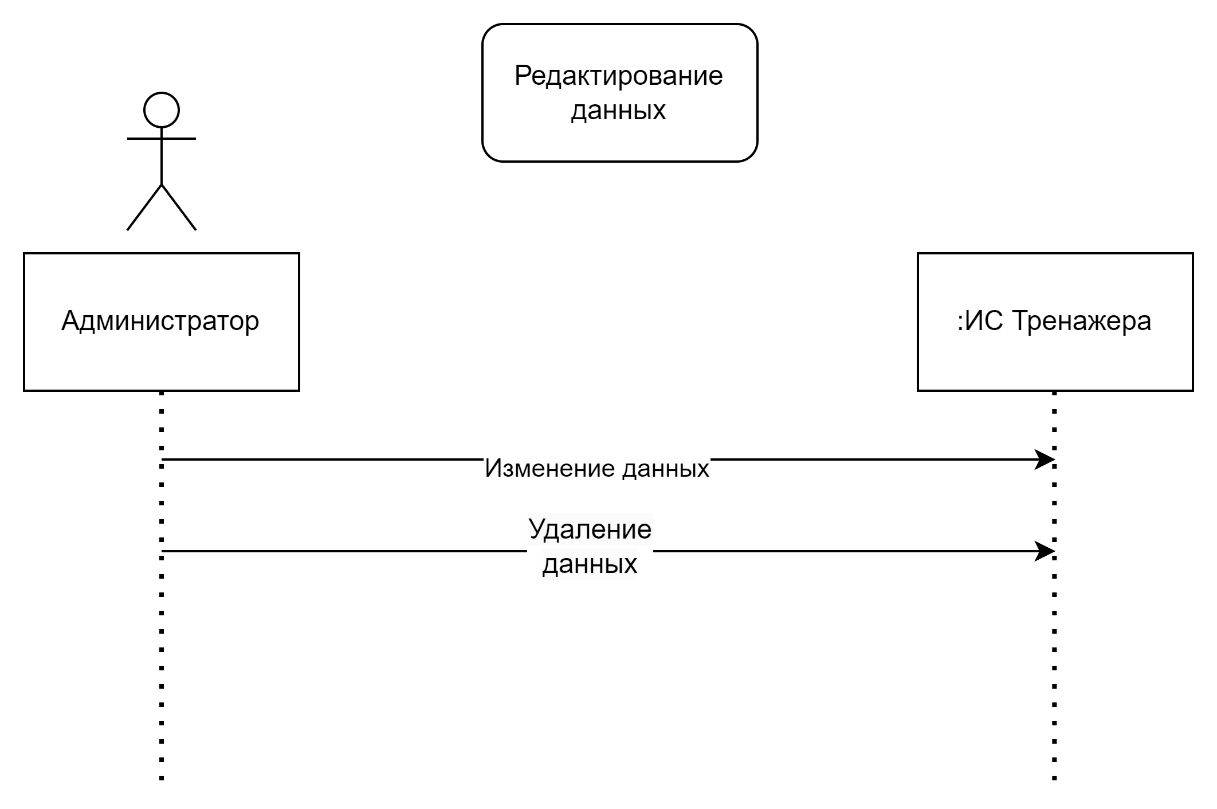 Редактирование
данных
Администратор
:ИС Тренажера
Изменение данных
Удаление
данных